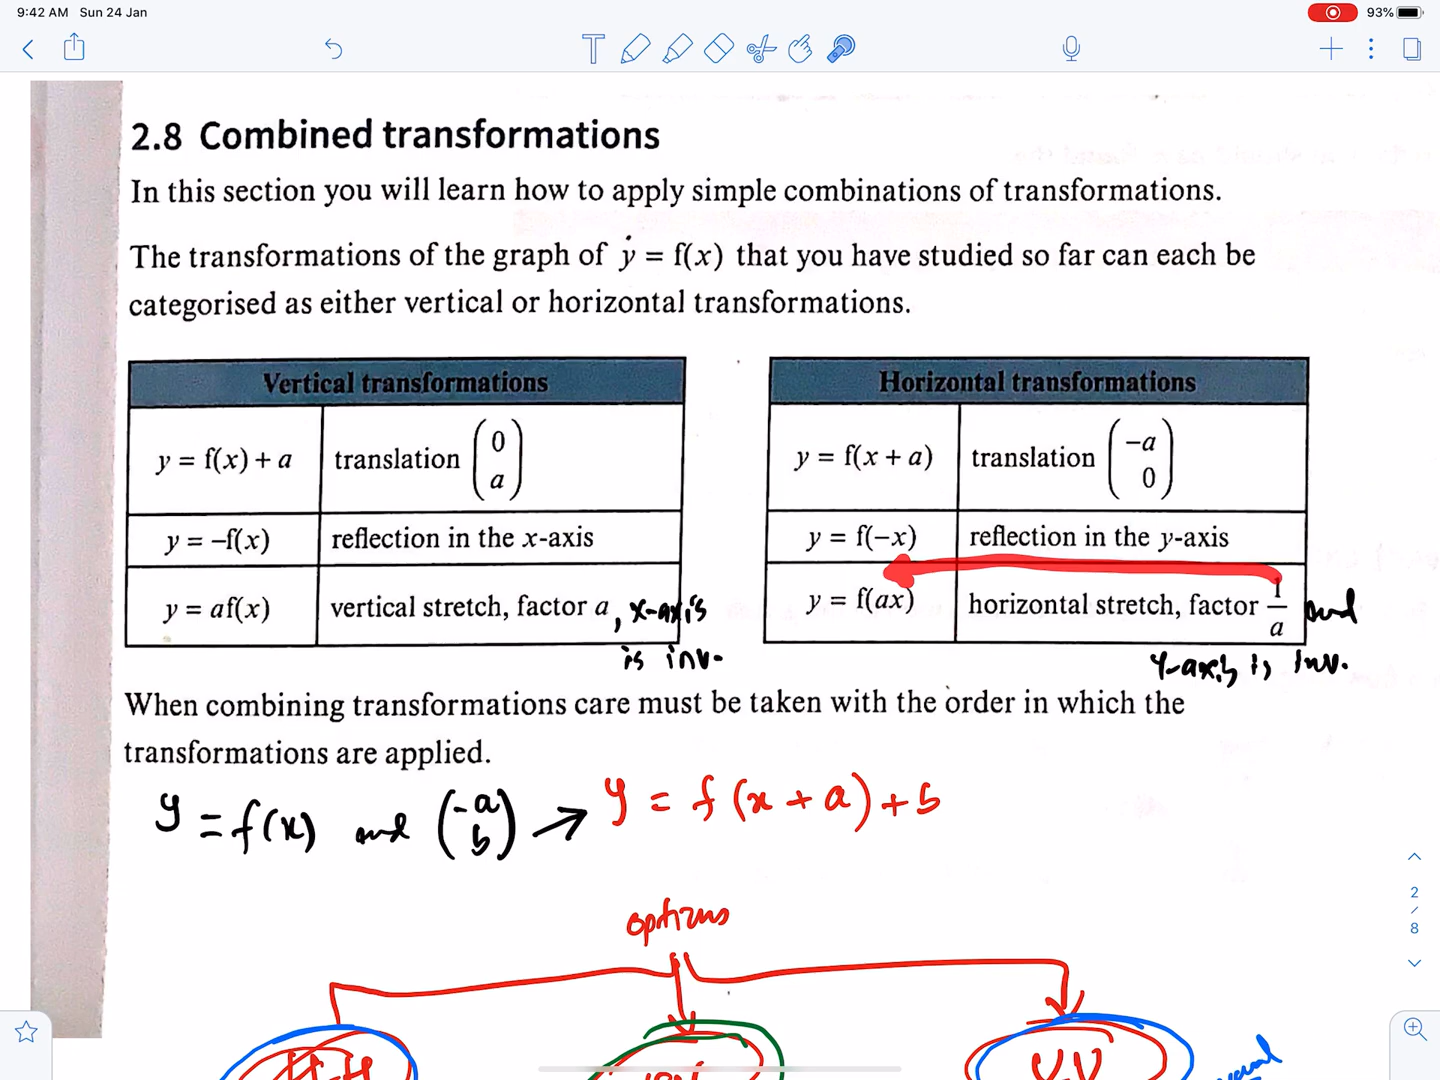 9:42 AM Sun 24 Jan
93%
2.8 Combined transformations
In this section you will learn how to apply simple combinations of transformations.
The transformations of the graph of y = f(x) that you have studied so far can each be
categorised as either vertical or horizontal transformations.
Vertical transformations
y = f(x) + a translation (0 a)
y = –f(x) reflection in the x-axis
y = af(x) vertical stretch, factor a , x-axis
is inv.
Horizontal transformations
y = f(x + a) translation (–a 0)
y = f(–x) reflection in the y-axis
y = f(ax) horizontal stretch, factor 1/a and
Y-axis is inv.
When combining transformations care must be taken with the order in which the
transformations are applied.
y = f(x) and (-a b) → y = f(x + a) + b
options
H-H
V.V
2
/
8